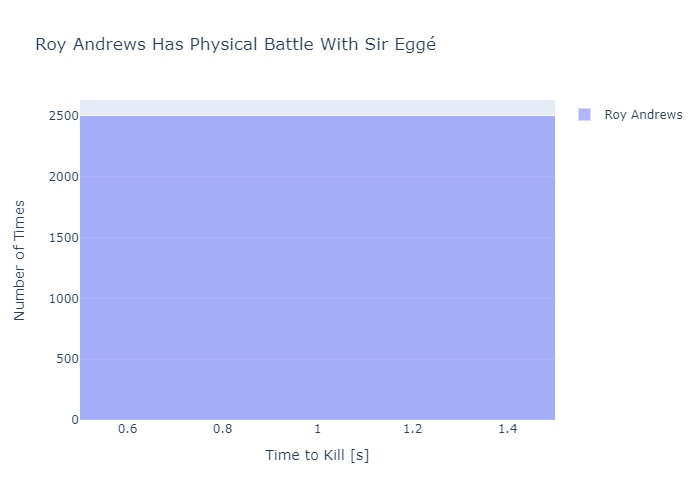 Roy Andrews Has Physical Battle With Sir Eggé
Roy Andrews
2500
2000
1500
1000
500
0
Number of Times
0.6 0.8 1 1.2 1.4
Time to Kill [s]